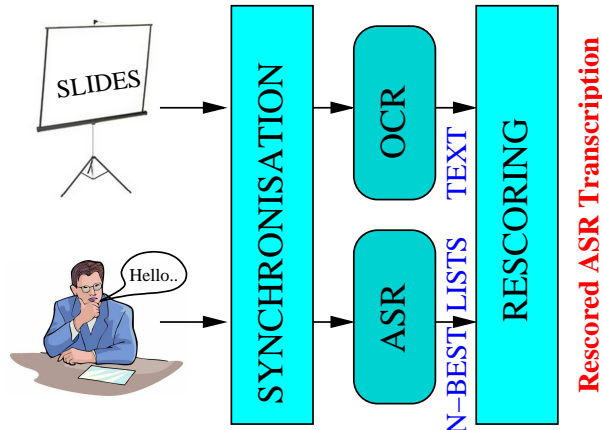 SLIDES
Hello..
SYNCHRONISATION
OCR
ASR
TEXT
N−BEST LISTS
RESCORING
Rescored ASR Transcription